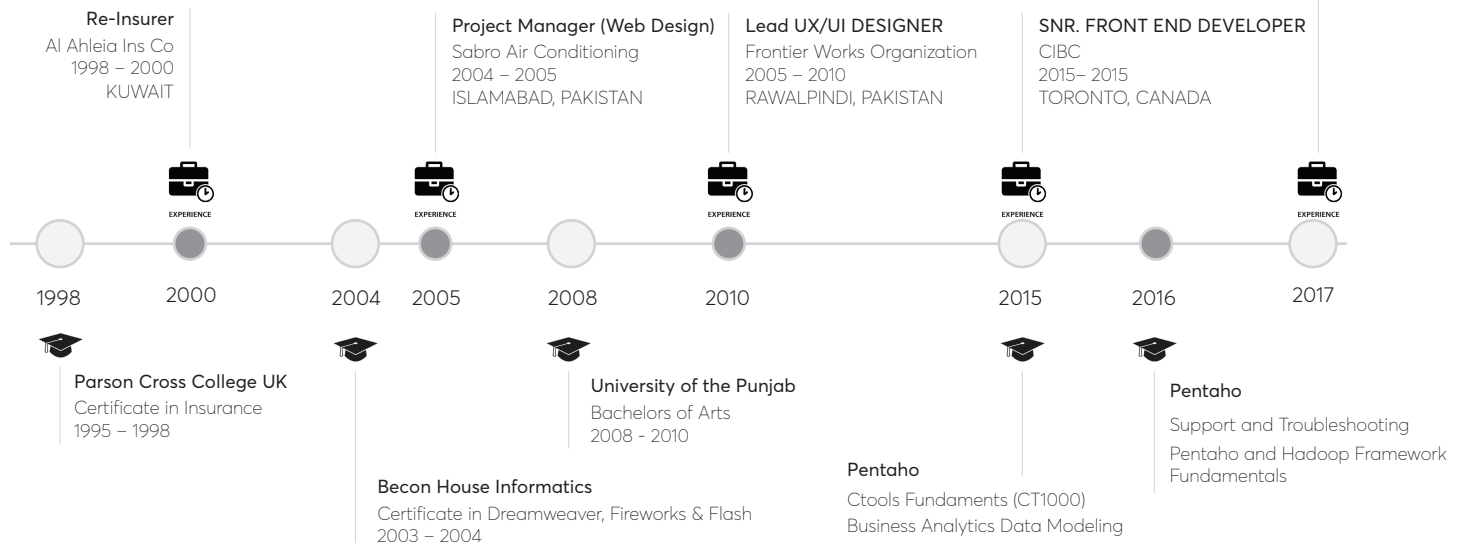 Re-Insurer
Al Ahleia Ins Co
1998 – 2000
KUWAIT
Project Manager (Web Design)
Sabro Air Conditioning
2004 – 2005
ISLAMABAD, PAKISTAN
Lead UX/UI DESIGNER
Frontier Works Organization
2005 – 2010
RAWALPINDI, PAKISTAN
SNR. FRONT END DEVELOPER
CIBC
2015– 2015
TORONTO, CANADA
EXPERIENCE
EXPERIENCE
EXPERIENCE
EXPERIENCE
EXPERIENCE
1998
2000
2004
2005
2008
2010
2015
2016
2017
Parson Cross College UK
Certificate in Insurance
1995 – 1998
Becon House Informatics
Certificate in Dreamweaver, Fireworks & Flash
2003 – 2004
University of the Punjab
Bachelors of Arts
2008 - 2010
Pentaho
Ctools Fundaments (CT1000)
Business Analytics Data Modeling
Pentaho
Support and Troubleshooting
Pentaho and Hadoop Framework
Fundamentals